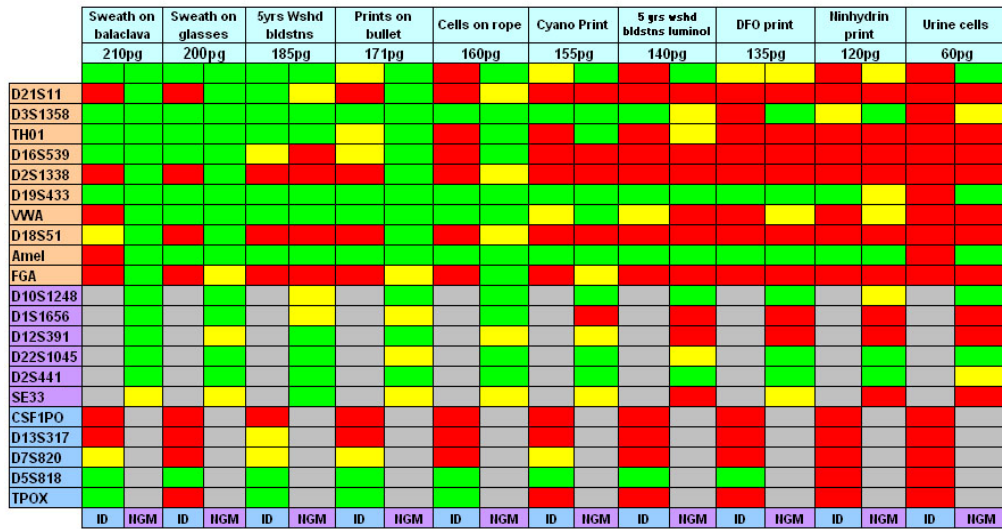 Sweath on balaclava Sweath on glasses 5yrs Wshd bldstns Prints on bullet Cells on rope Cyano Print 5 yrs wshd bldstns luminol DFO print Ninhydrin print Urine cells
210pg 200pg 185pg 171pg 160pg 155pg 140pg 135pg 120pg 60pg
D21S11
D3S1358
TH01
D16S539
D2S1338
D19S433
VWA
D18S51
Amel
FGA
D10S1248
D1S1656
D12S391
D22S1045
D2S441
SE33
CSF1PO
D13S317
D7S820
D5S818
TPOX
ID NGM ID NGM ID NGM ID NGM ID NGM ID NGM ID NGM ID NGM ID NGM ID NGM